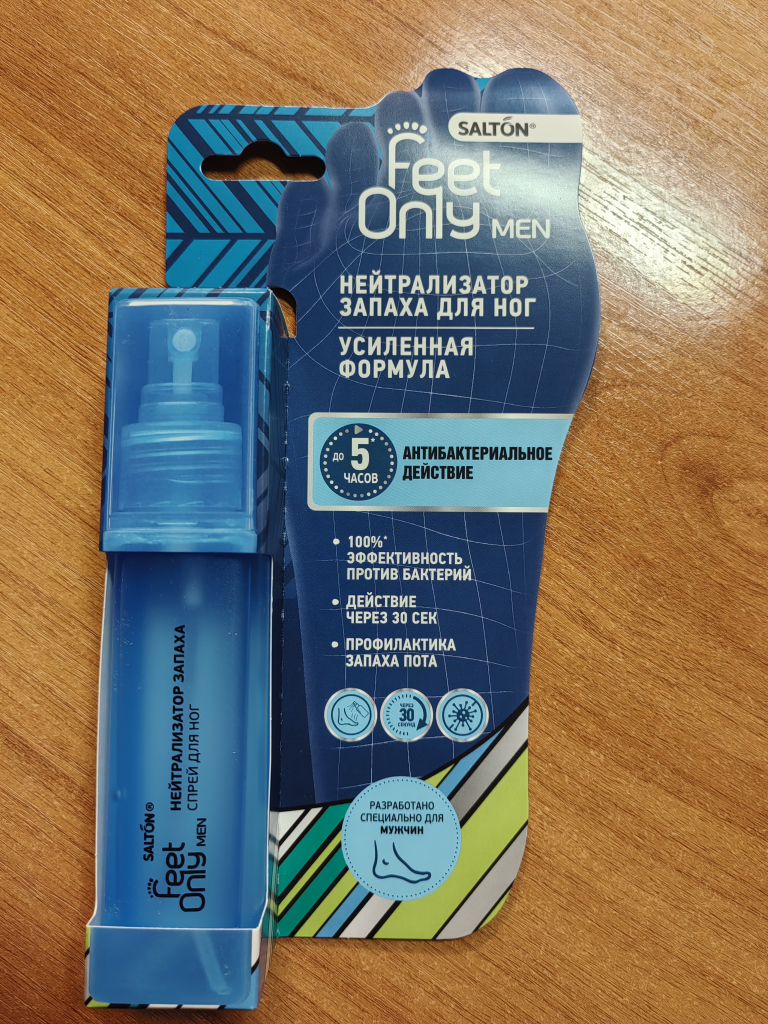 SALTON®
feet
Only MEN
НЕЙТРАЛИЗАТОР
ЗАПАХА ДЛЯ НОГ
УСИЛЕННАЯ
ФОРМУЛА
ДО 5*
ЧАСОВ
АНТИБАКТЕРИАЛЬНОЕ
ДЕЙСТВИЕ
• 100%*
ЭФФЕКТИВНОСТЬ
ПРОТИВ БАКТЕРИЙ
• ДЕЙСТВИЕ
ЧЕРЕЗ 30 СЕК
• ПРОФИЛАКТИКА
ЗАПАХА ПОТА
ЧЕРЕЗ
30
СЕКУНД
РАЗРАБОТАНО
СПЕЦИАЛЬНО ДЛЯ
МУЖЧИН
SALTON®
feet
Only MEN
НЕЙТРАЛИЗАТОР ЗАПАХА
СПРЕЙ ДЛЯ НОГ